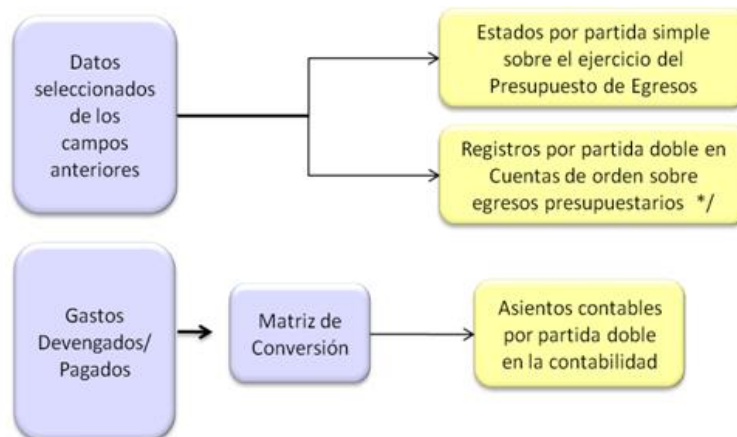 Datos
seleccionados
de los
campos
anteriores
Estados por partida simple
sobre el ejercicio del
Presupuesto de Egresos
Registros por partida doble en
Cuentas de orden sobre
egresos presupuestarios */
Gastos
Devengados/
Pagados
Matriz de
Conversión
Asientos contables
por partida doble
en la contabilidad